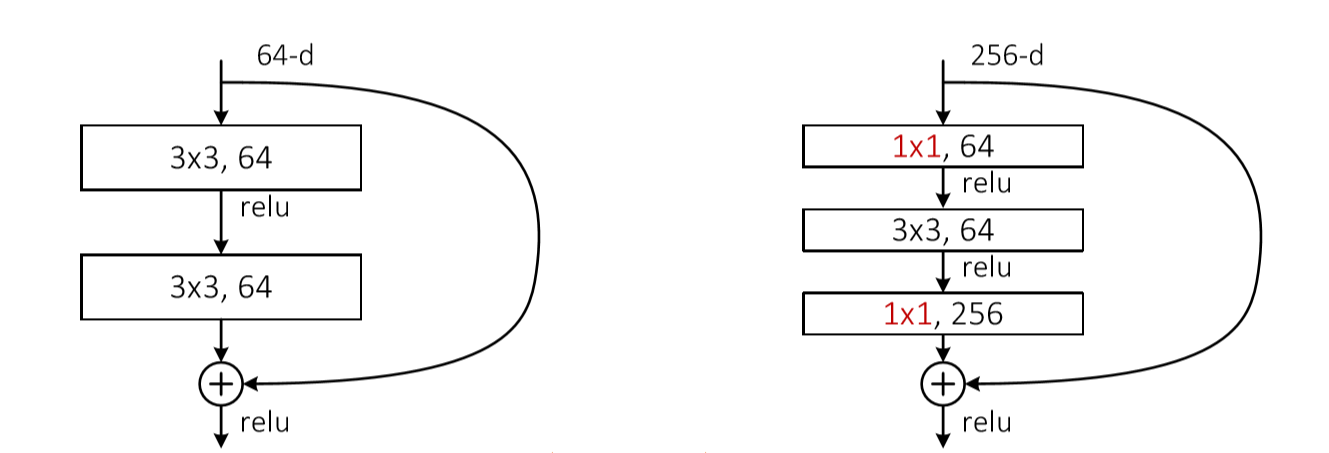 64-d
3x3, 64
relu
3x3, 64
relu
256-d
1x1, 64
relu
3x3, 64
relu
1x1, 256
relu